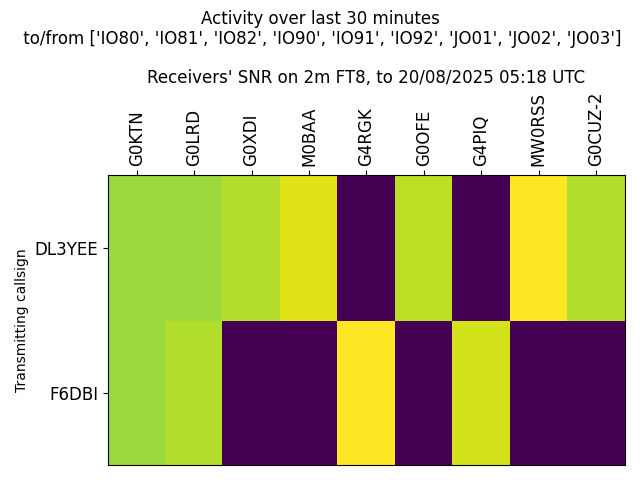 Activity over last 30 minutes
to/from ['IO80', 'IO81', 'IO82', 'IO90', 'IO91', 'IO92', 'JO01', 'JO02', 'JO03']
Receivers' SNR on 2m FT8, to 20/08/2025 05:18 UTC
G0KTN
G0LRD
G0XDI
M0BAA
G4RGK
G0OFE
G4PIQ
MW0RSS
G0CUZ-2
Transmitting callsign
DL3YEE
F6DBI